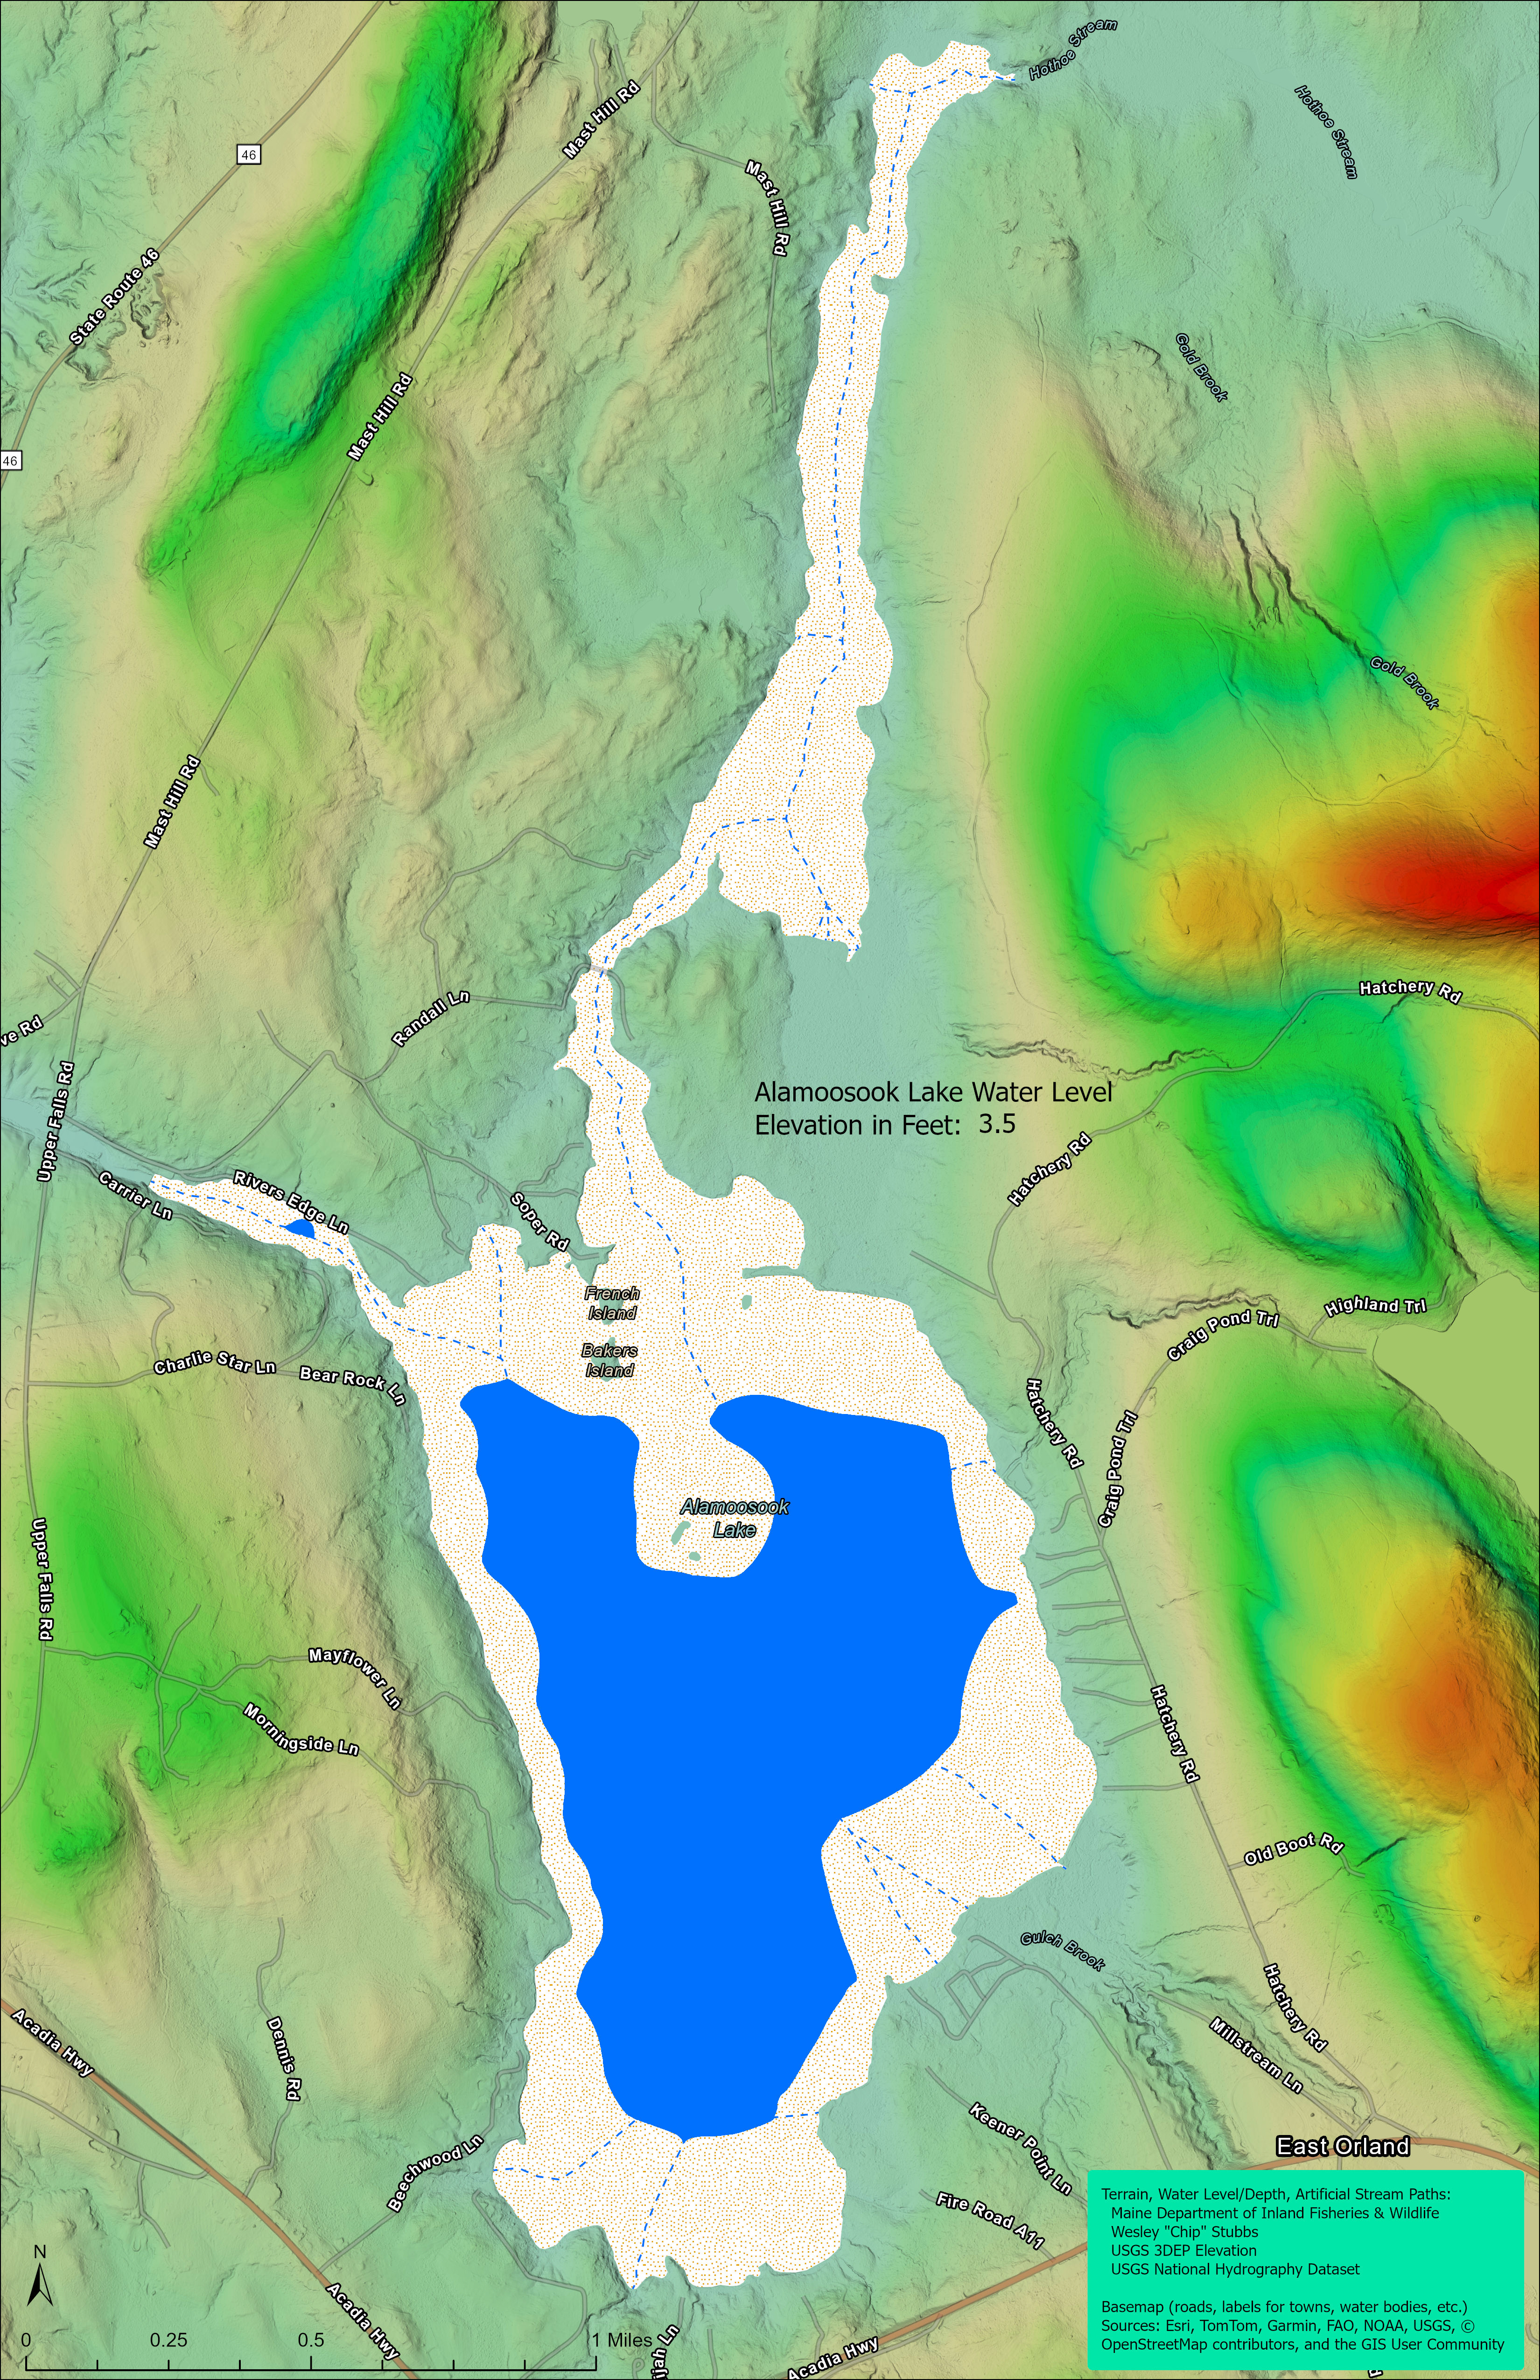 Hothoe Stream
Hothoe Stream
Mast Hill Rd
46
Mast Hill Rd
State Route 46
Gold Brook
Mast Hill Rd
46
Gold Brook
Mast Hill Rd
Hatchery Rd
Randall Ln
ve Rd
Alamoosook Lake Water Level
Elevation in Feet: 3.5
Upper Falls Rd
Hatchery Rd
Carrier Ln
Rivers Edge Ln
Soper Rd
French
Island
Highland Trl
Craig Pond Trl
Bakers
Island
Charlie Star Ln
Bear Rock Ln
Hatchery Rd
Craig Pond Trl
Alamoosook
Lake
Upper Falls Rd
Mayflower Ln
Morningside Ln
Hatchery Rd
Old Boot Rd
Gulch Brook
Hatchery Rd
Acadia Hwy
Dennis Rd
Millstream Ln
Keener Point Ln
East Orland
Beechwood Ln
Fire Road A11
Terrain, Water Level/Depth, Artificial Stream Paths:
Maine Department of Inland Fisheries & Wildlife
Wesley "Chip" Stubbs
USGS 3DEP Elevation
USGS National Hydrography Dataset
Basemap (roads, labels for towns, water bodies, etc.)
Sources: Esri, TomTom, Garmin, FAO, NOAA, USGS, ©
OpenStreetMap contributors, and the GIS User Community
N
Acadia Hwy
0 0.25 0.5 1 Miles
ijah Ln
Acadia Hwy